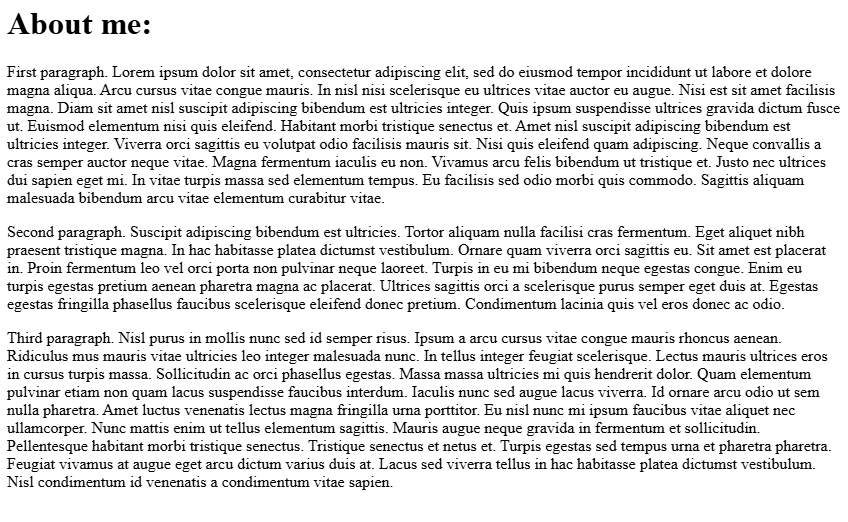 About me:
First paragraph. Lorem ipsum dolor sit amet, consectetur adipiscing elit, sed do eiusmod tempor incididunt ut labore et dolore
magna aliqua. Arcu cursus vitae congue mauris. In nisl nisi scelerisque eu ultrices vitae auctor eu augue. Nisi est sit amet facilisis
magna. Diam sit amet nisl suscipit adipiscing bibendum est ultricies integer. Quis ipsum suspendisse ultrices gravida dictum fusce
ut. Euismod elementum nisi quis eleifend. Habitant morbi tristique senectus et. Amet nisl suscipit adipiscing bibendum est
ultricies integer. Viverra orci sagittis eu volutpat odio facilisis mauris sit. Nisi quis eleifend quam adipiscing. Neque convallis a
cras semper auctor neque vitae. Magna fermentum iaculis eu non. Vivamus arcu felis bibendum ut tristique et. Justo nec ultrices
dui sapien eget mi. In vitae turpis massa sed elementum tempus. Eu facilisis sed odio morbi quis commodo. Sagittis aliquam
malesuada bibendum arcu vitae elementum curabitur vitae.
Second paragraph. Suscipit adipiscing bibendum est ultricies. Tortor aliquam nulla facilisi cras fermentum. Eget aliquet nibh
praesent tristique magna. In hac habitasse platea dictumst vestibulum. Ornare quam viverra orci sagittis eu. Sit amet est placerat
in. Proin fermentum leo vel orci porta non pulvinar neque laoreet. Turpis in eu mi bibendum neque egestas congue. Enim eu
turpis egestas pretium aenean pharetra magna ac placerat. Ultrices sagittis orci a scelerisque purus semper eget duis at. Egestas
egestas fringilla phasellus faucibus scelerisque eleifend donec pretium. Condimentum lacinia quis vel eros donec ac odio.
Third paragraph. Nisl purus in mollis nunc sed id semper risus. Ipsum a arcu cursus vitae congue mauris rhoncus aenean.
Ridiculus mus mauris vitae ultricies leo integer malesuada nunc. In tellus integer feugiat scelerisque. Lectus mauris ultrices eros
in cursus turpis massa. Sollicitudin ac orci phasellus egestas. Massa massa ultricies mi quis hendrerit dolor. Quam elementum
pulvinar etiam non quam lacus suspendisse faucibus interdum. Iaculis nunc sed augue lacus viverra. Id ornare arcu odio ut sem
nulla pharetra. Amet luctus venenatis lectus magna fringilla urna porttitor. Eu nisl nunc mi ipsum faucibus vitae aliquet nec
ullamcorper. Nunc mattis enim ut tellus elementum sagittis. Mauris augue neque gravida in fermentum et sollicitudin.
Pellentesque habitant morbi tristique senectus. Tristique senectus et netus et. Turpis egestas sed tempus urna et pharetra pharetra.
Feugiat vivamus at augue eget arcu dictum varius duis at. Lacus sed viverra tellus in hac habitasse platea dictumst vestibulum.
Nisl condimentum id venenatis a condimentum vitae sapien.